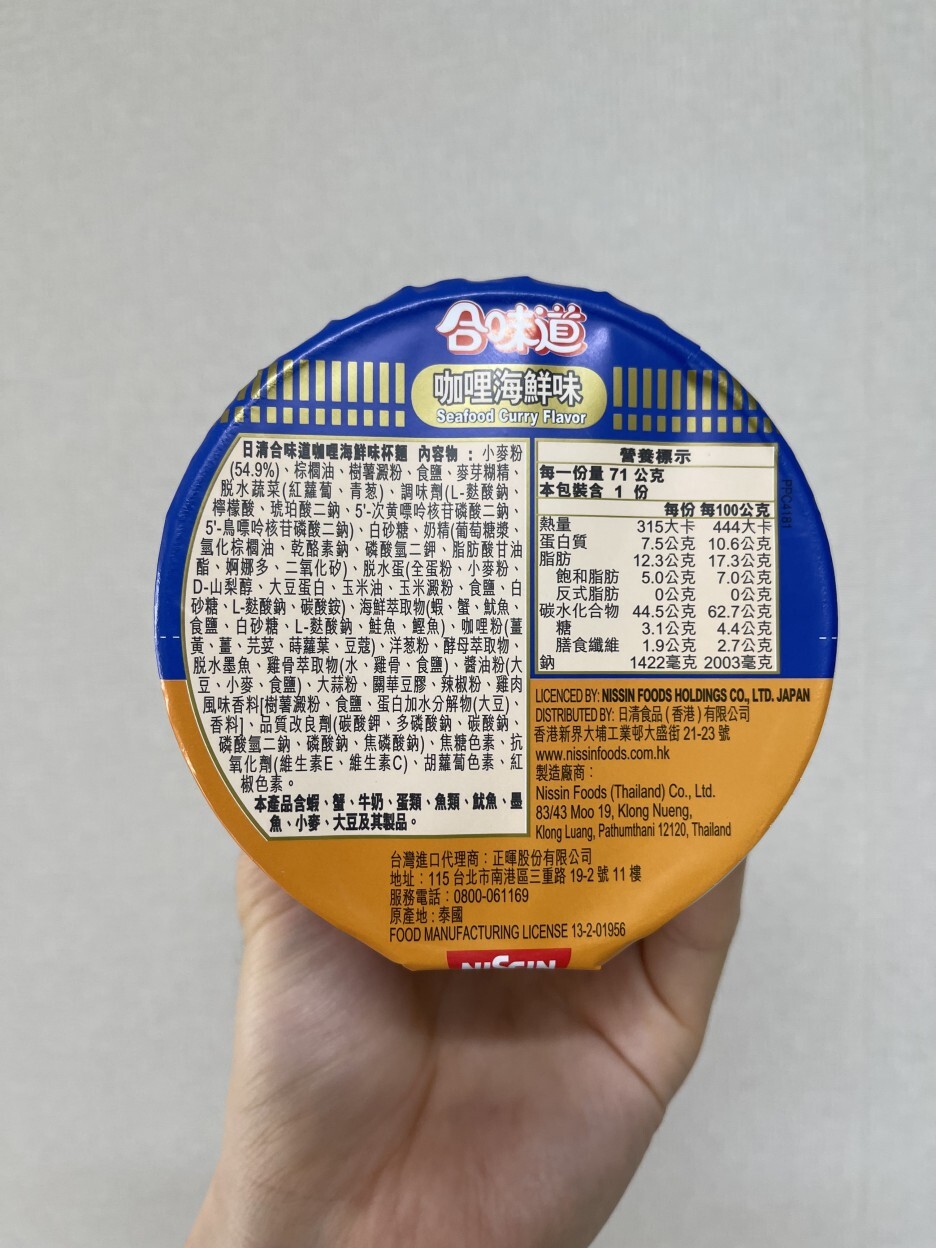 合味道
咖哩海鮮味
Seafood Curry Flavor
日清合味道咖哩海鮮味杯麵 內容物：小麥粉
(54.9%)、棕櫚油、樹薯澱粉、食鹽、麥芽糊精、
脫水蔬菜(紅蘿蔔、青葱)、調味劑(L-麩酸鈉、
檸檬酸、琥珀酸二鈉、5'-次黃嘌呤核苷磷酸二鈉、
5'-鳥嘌呤核苷磷酸二鈉)、白砂糖、奶精(葡萄糖漿、
氫化棕櫚油、乾酪素鈉、磷酸氫二鉀、脂肪酸甘油
酯、婀娜多、二氧化矽)、脫水蛋(全蛋粉、小麥粉、
D-山梨醇、大豆蛋白、玉米油、玉米澱粉、食鹽、白
砂糖、L-麩酸鈉、碳酸銨)、海鮮萃取物(蝦、蟹、魷魚、
食鹽、白砂糖、L-麩酸鈉、鮭魚、鰹魚)、咖哩粉(薑
黃、薑、芫荽、蒔蘿葉、豆蔻)、洋葱粉、酵母萃取物、
脫水墨魚、雞骨萃取物(水、雞骨、食鹽)、醬油粉(大
豆、小麥、食鹽)、大蒜粉、關華豆膠、辣椒粉、雞肉
風味香料[樹薯澱粉、食鹽、蛋白加水分解物(大豆)、
香料]、品質改良劑(碳酸鉀、多磷酸鈉、碳酸鈉、
磷酸氫二鈉、磷酸鈉、焦磷酸鈉)、焦糖色素、抗
氧化劑(維生素E、維生素C)、胡蘿蔔色素、紅
椒色素。
本產品含蝦、蟹、牛奶、蛋類、魚類、魷魚、墨
魚、小麥、大豆及其製品。
營養標示
每一份量 71 公克
本包裝含 1 份
每份 每100公克
熱量 315大卡 444大卡
蛋白質 7.5公克 10.6公克
脂肪 12.3公克 17.3公克
飽和脂肪 5.0公克 7.0公克
反式脂肪 0公克 0公克
碳水化合物 44.5公克 62.7公克
糖 3.1公克 4.4公克
膳食纖維 1.9公克 2.7公克
鈉 1422毫克 2003毫克
PPC4181
LICENCED BY: NISSIN FOODS HOLDINGS CO., LTD. JAPAN
DISTRIBUTED BY: 日清食品（香港）有限公司
香港新界大埔工業邨大盛街 21-23 號
www.nissinfoods.com.hk
製造廠商：
Nissin Foods (Thailand) Co., Ltd.
83/43 Moo 19, Klong Nueng,
Klong Luang, Pathumthani 12120, Thailand
台灣進口代理商：正暉股份有限公司
地址：115 台北市南港區三重路 19-2 號 11 樓
服務電話：0800-061169
原產地：泰國
FOOD MANUFACTURING LICENSE 13-2-01956
NISSIN